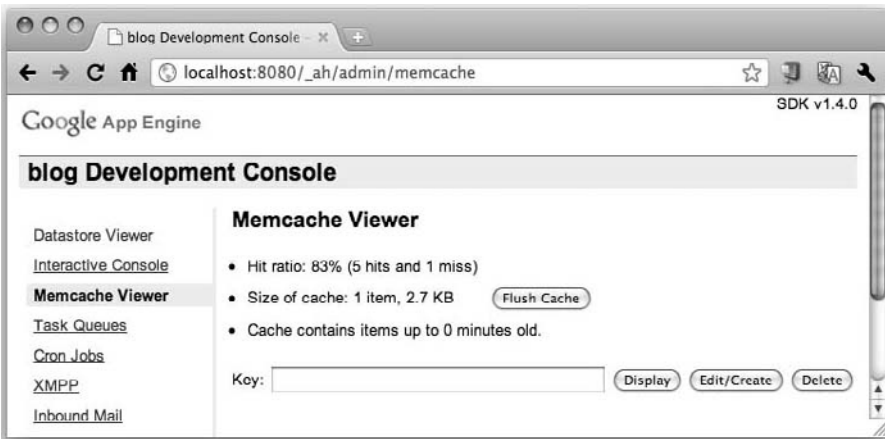 blog Development Console -
localhost:8080/_ah/admin/memcache
SDK v1.4.0
Google App Engine
blog Development Console
Datastore Viewer
Interactive Console
Memcache Viewer
Task Queues
Cron Jobs
XMPP
Inbound Mail
Memcache Viewer
• Hit ratio: 83% (5 hits and 1 miss)
• Size of cache: 1 item, 2.7 KB Flush Cache
• Cache contains items up to 0 minutes old.
Key: Display Edit/Create Delete